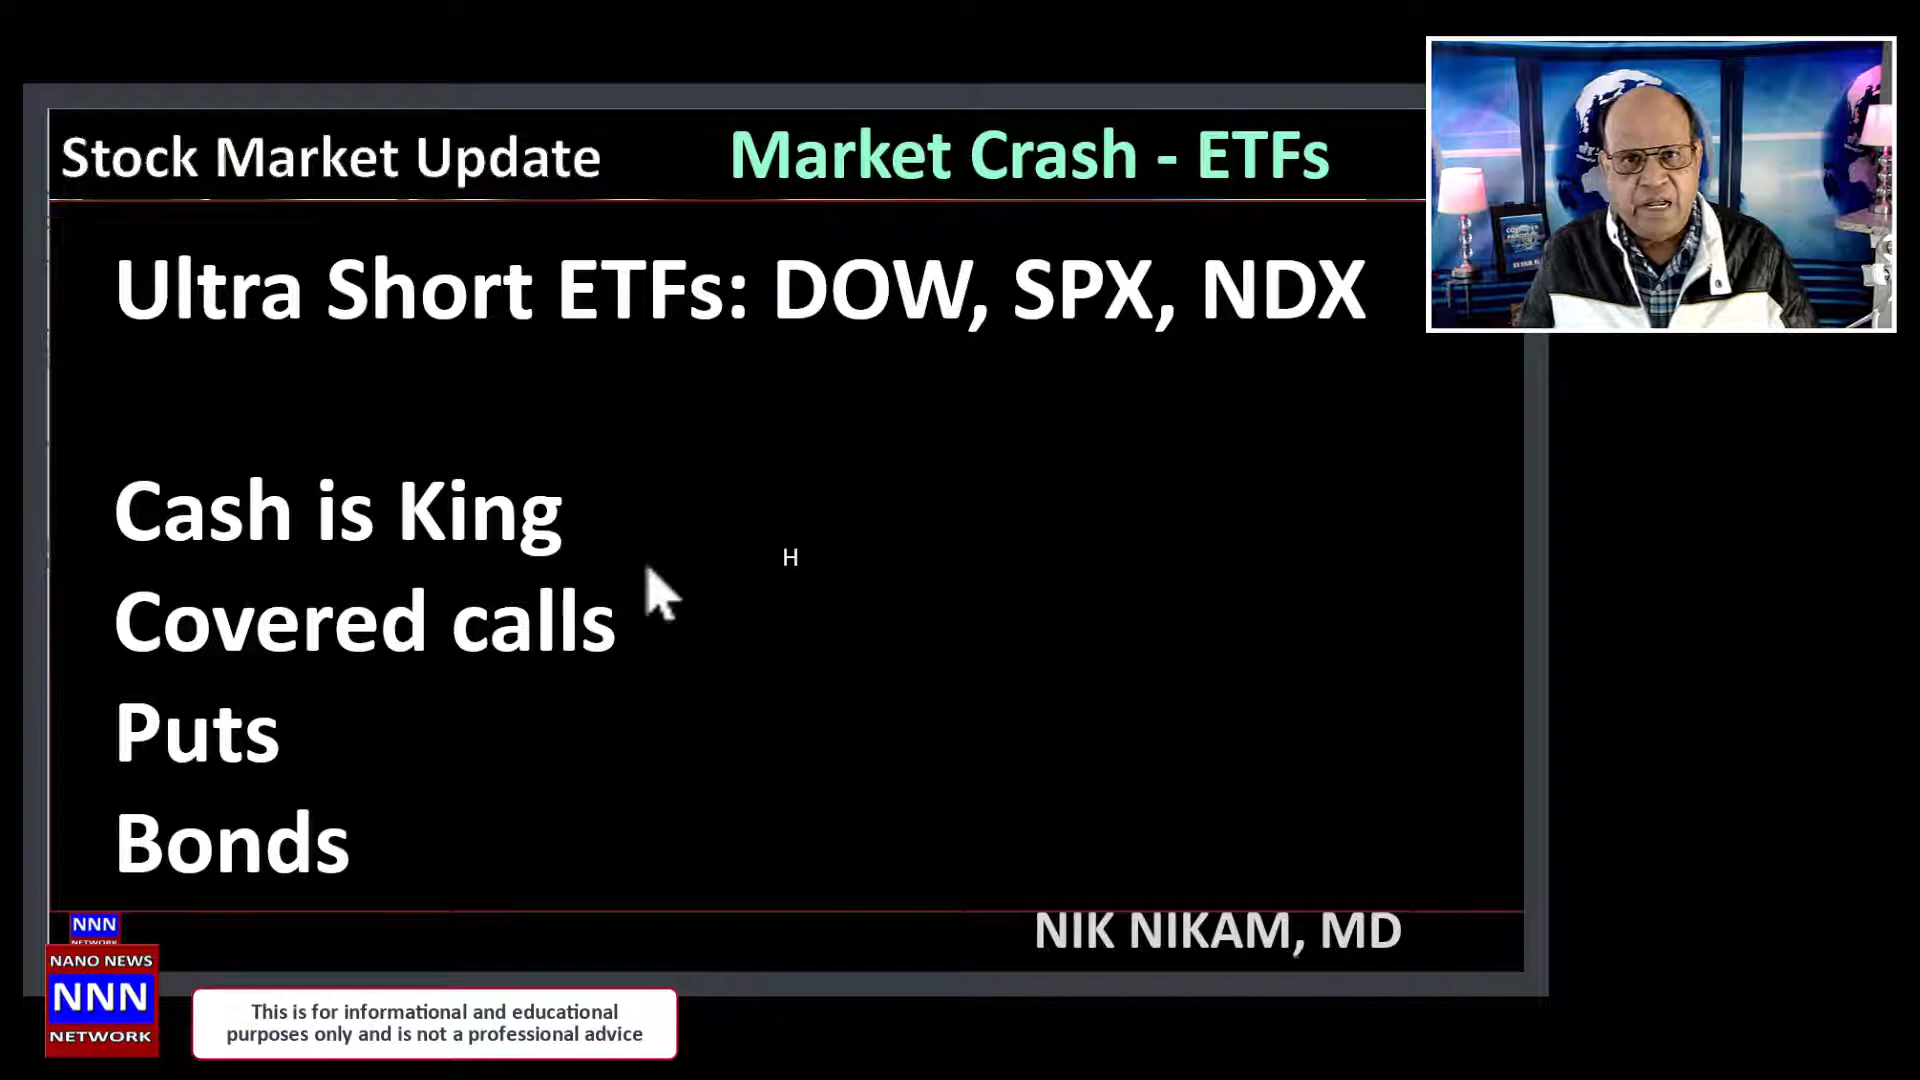 Stock Market Update
Market Crash - ETFs
Ultra Short ETFs: DOW, SPX, NDX
Cash is King
H
Covered calls
Puts
Bonds
NIK NIKAM, MD
NNN
NETWORK
NANO NEWS
NNN
NETWORK
This is for informational and educational
purposes only and is not a professional advice